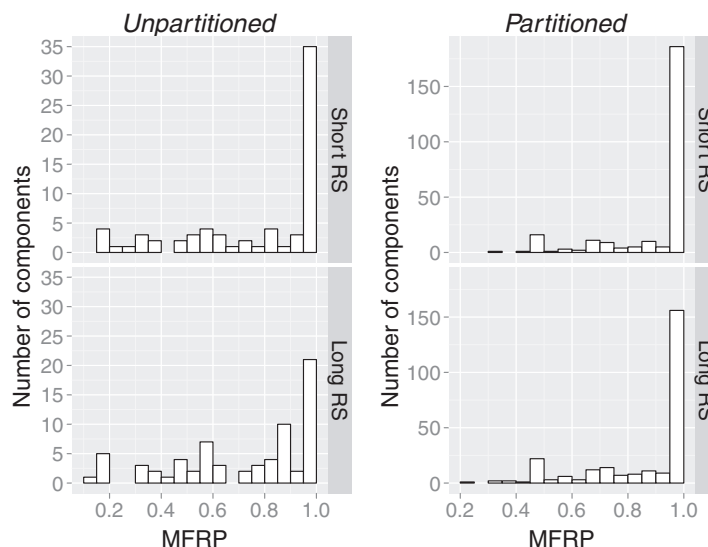 Unpartitioned
Partitioned
Number of components
35
30
25
20
15
10
5
0
Short RS
35
30
25
20
15
10
5
0
Long RS
0.2 0.4 0.6 0.8 1.0
MFRP
Number of components
150
100
50
0
Short RS
150
100
50
0
Long RS
0.2 0.4 0.6 0.8 1.0
MFRP